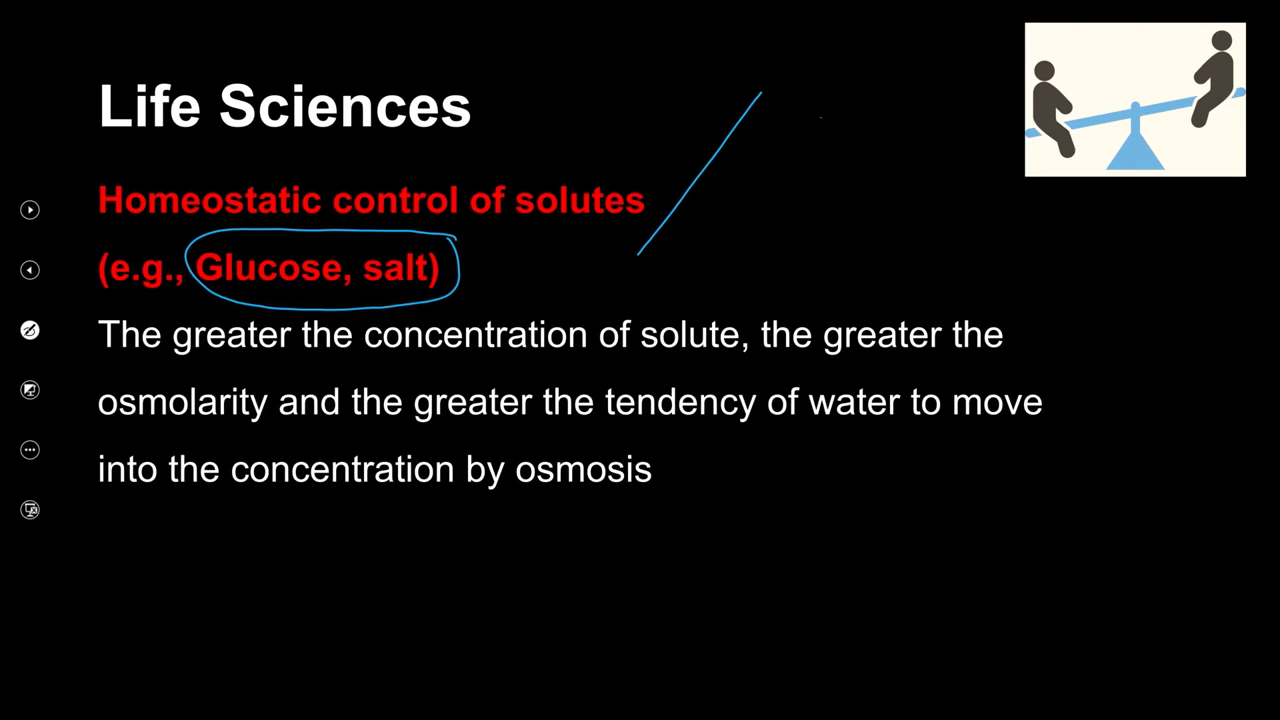 Life Sciences
Homeostatic control of solutes
(e.g., Glucose, salt)
The greater the concentration of solute, the greater the
osmolarity and the greater the tendency of water to move
into the concentration by osmosis